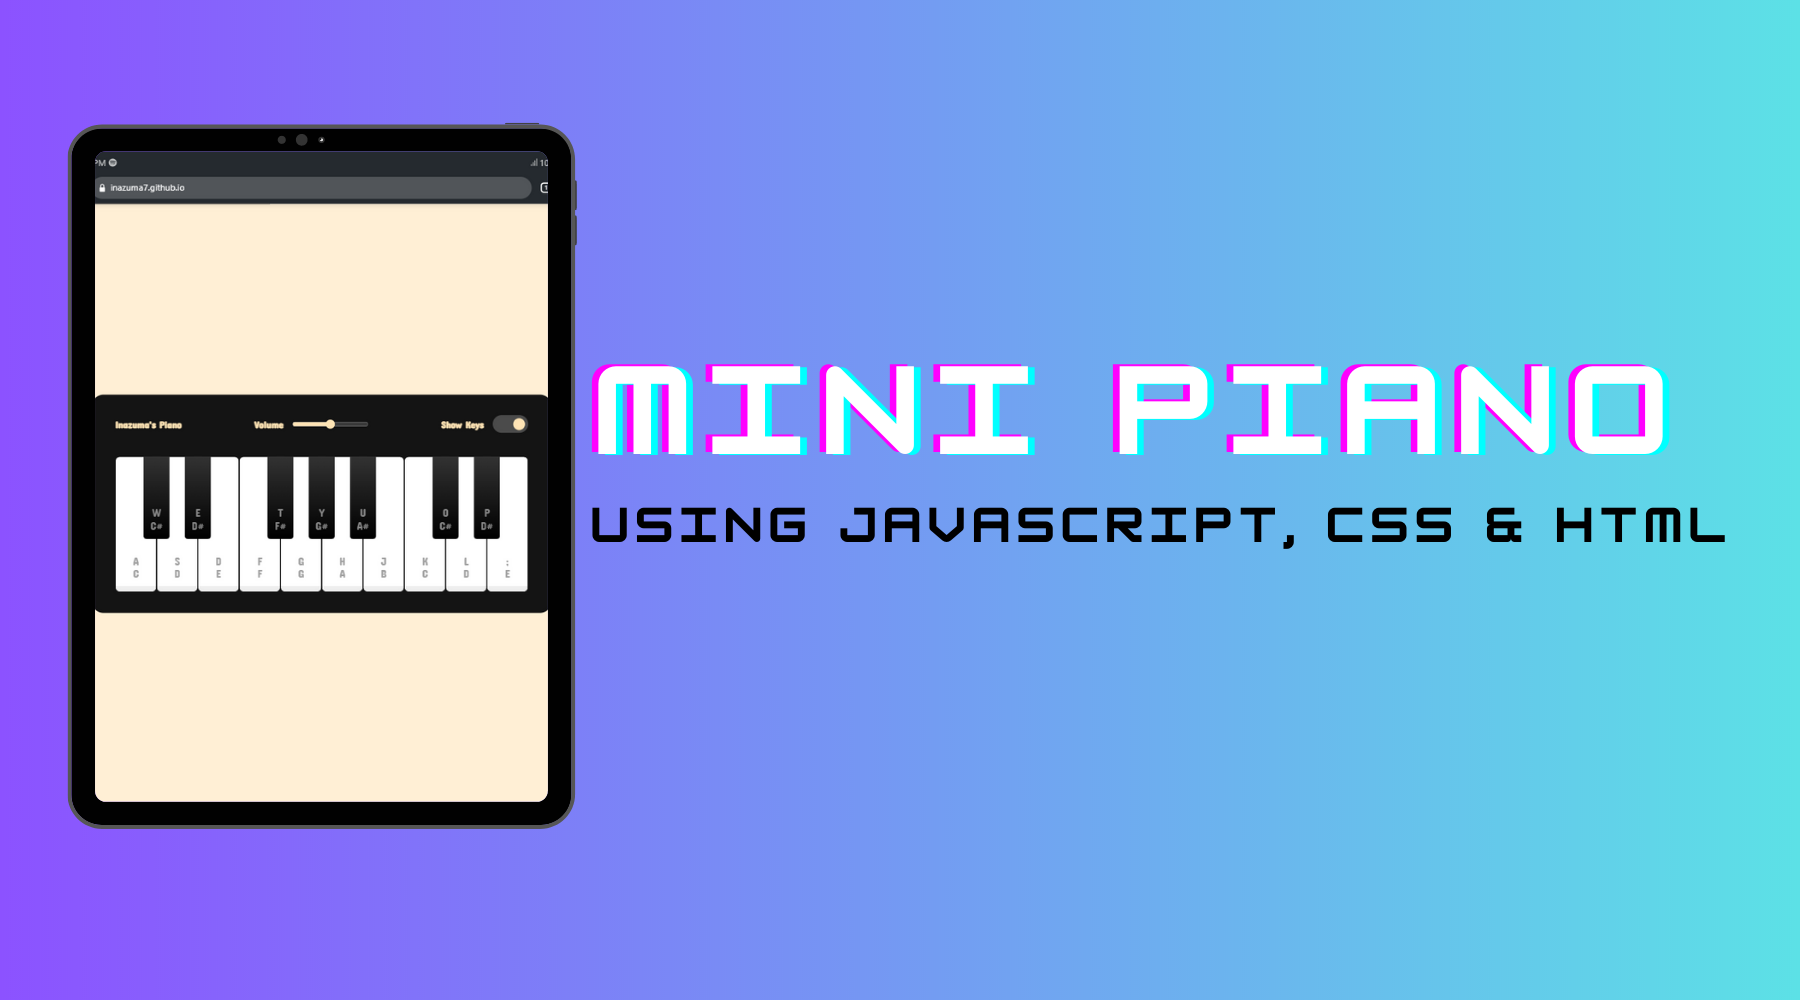 PM
10
inazuma7.github.io
Inazuma's Piano Volume Show Keys
W E T Y U O P
C# D# F# G# A# C# D#
A S D F G H J K L ;
C D E F G A B C D E
MINI PIANO
USING JAVASCRIPT, CSS & HTML